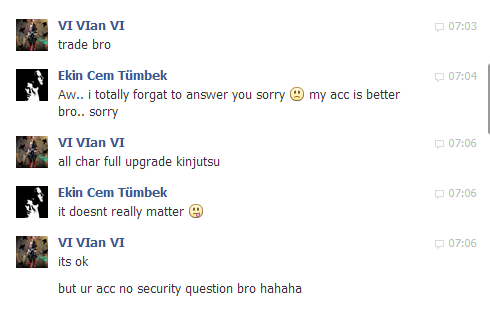 VI VIan VI 07:03
trade bro
Ekin Cem Tümbek 07:04
Aw.. i totally forgat to answer you sorry my acc is better
bro.. sorry
VI VIan VI 07:06
all char full upgrade kinjutsu
Ekin Cem Tümbek 07:06
it doesnt really matter
VI VIan VI 07:06
its ok
but ur acc no security question bro hahaha